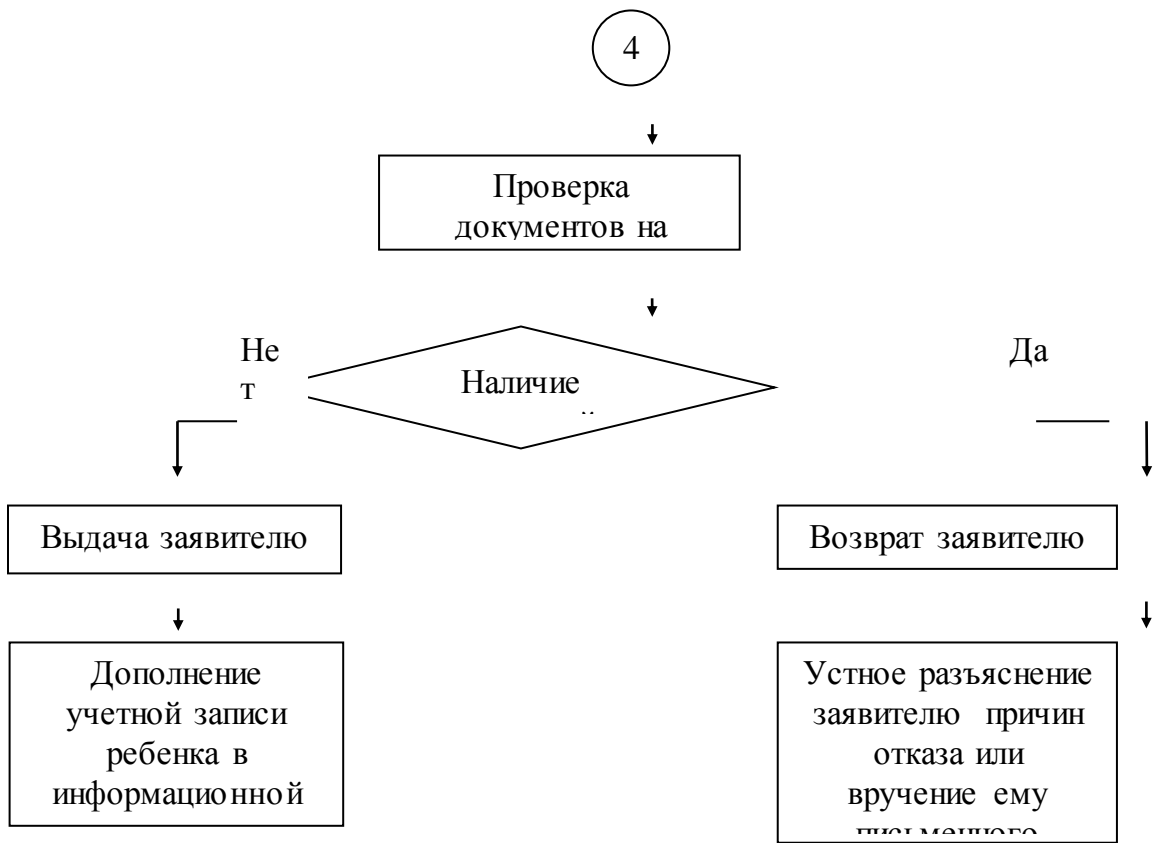 4
Проверка
документов на
Не
т
Наличие
Да
Выдача заявителю
Возврат заявителю
Дополнение
учетной записи
ребенка в
информационной
Устное разъяснение
заявителю причин
отказа или
вручение ему
письменного